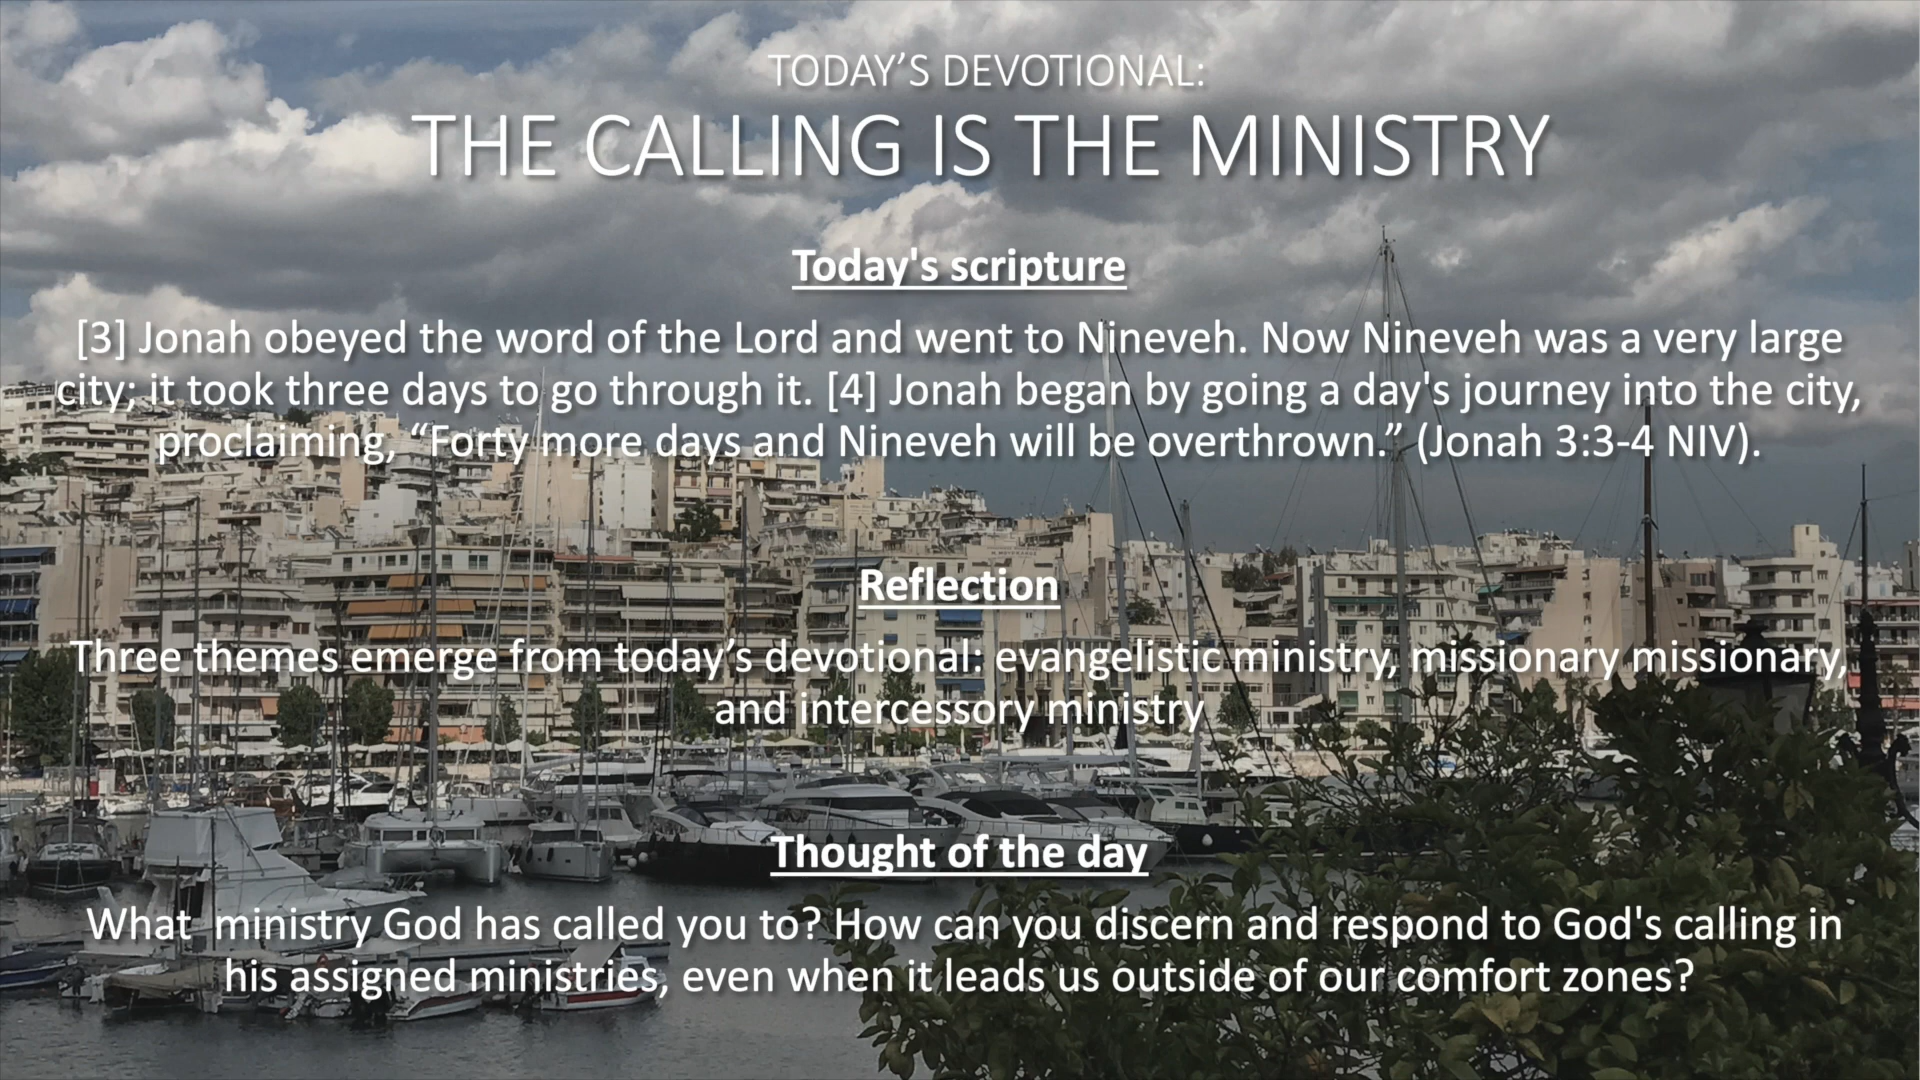 TODAY’S DEVOTIONAL:
THE CALLING IS THE MINISTRY
Today's scripture
[3] Jonah obeyed the word of the Lord and went to Nineveh. Now Nineveh was a very large
city; it took three days to go through it. [4] Jonah began by going a day's journey into the city,
proclaiming, “Forty more days and Nineveh will be overthrown.” (Jonah 3:3-4 NIV).
Reflection
Three themes emerge from today’s devotional: evangelistic ministry, missionary missionary,
and intercessory ministry
Thought of the day
What  ministry God has called you to? How can you discern and respond to God's calling in
his assigned ministries, even when it leads us outside of our comfort zones?